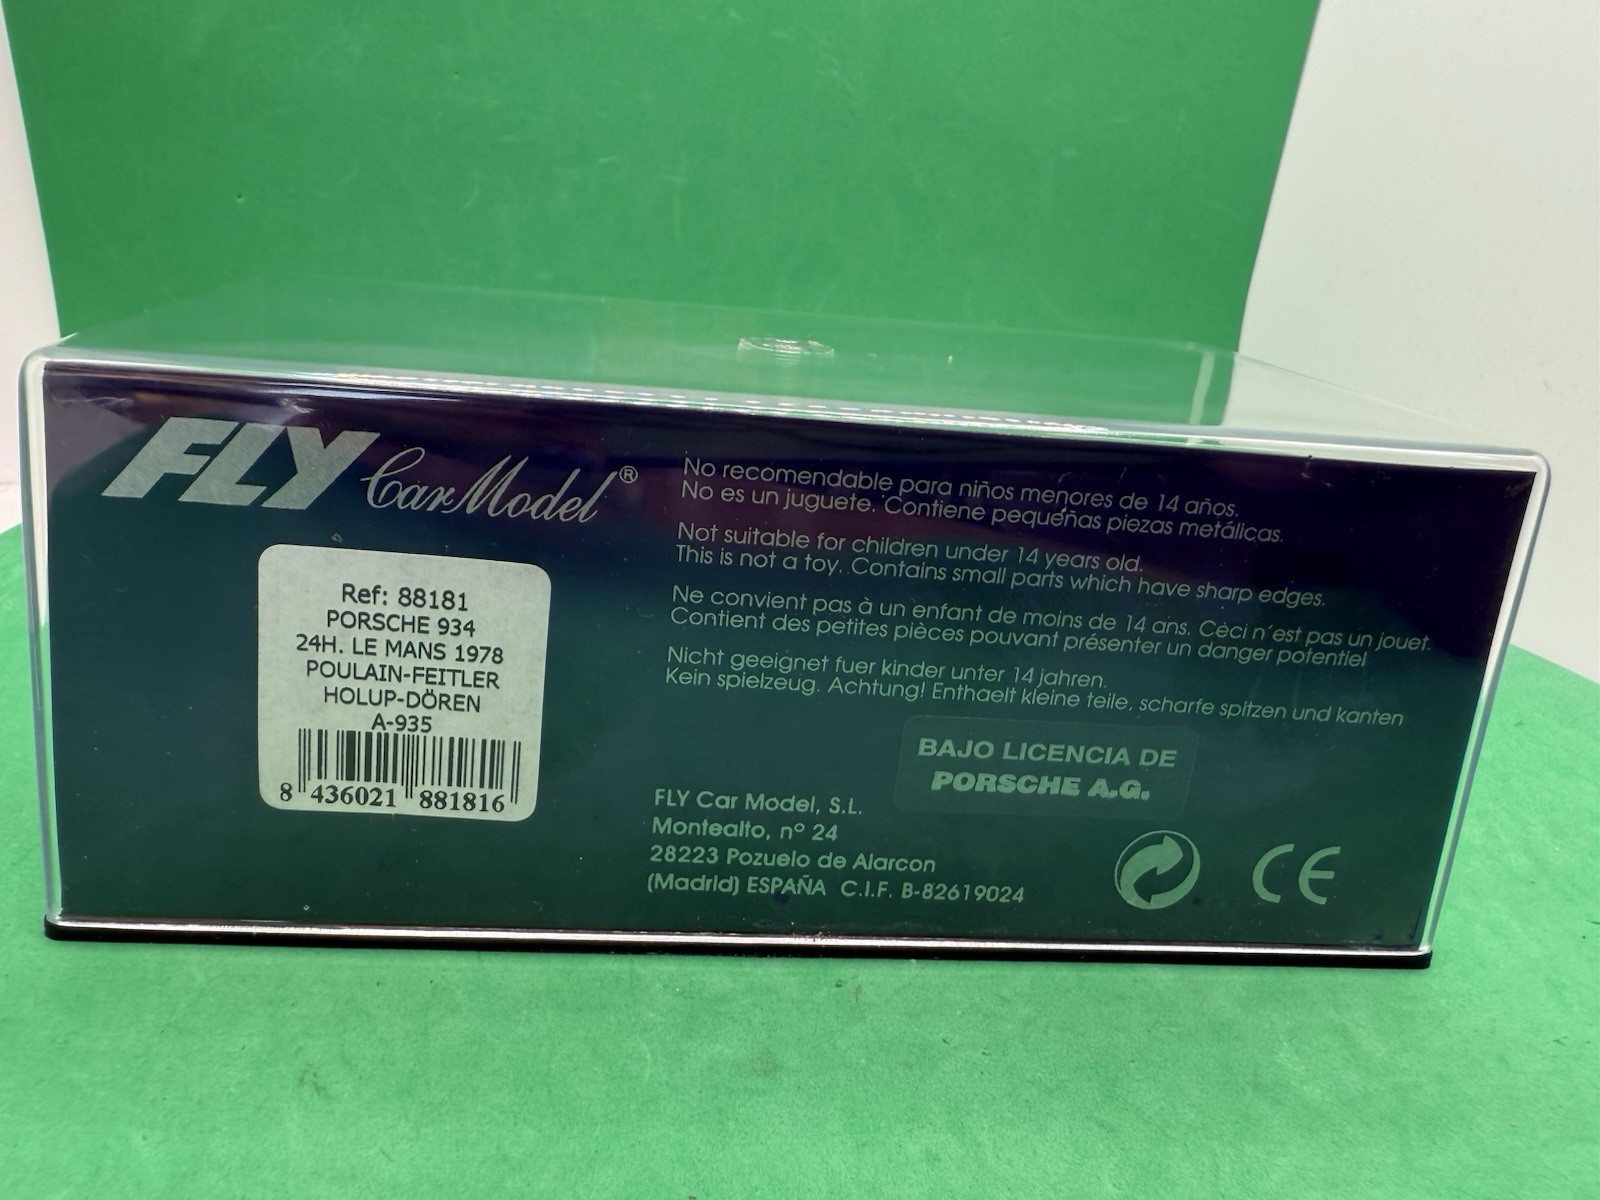 FLY Car Model®
Ref: 88181
PORSCHE 934
24H. LE MANS 1978
POULAIN-FEITLER
HOLUP-DÖREN
A-935
8 436021 881816
No recomendable para niños menores de 14 años.
No es un juguete. Contiene pequeñas piezas metálicas.
Not suitable for children under 14 years old.
This is not a toy. Contains small parts which have sharp edges.
Ne convient pas à un enfant de moins de 14 ans. Ceci n'est pas un jouet.
Contient des petites pièces pouvant présenter un danger potentiel
Nicht geeignet fuer kinder unter 14 jahren.
Kein spielzeug. Achtung! Enthaelt kleine teile, scharfe spitzen und kanten
BAJO LICENCIA DE
PORSCHE A.G.
FLY Car Model, S.L.
Montealto, nº 24
28223 Pozuelo de Alarcon
(Madrid) ESPAÑA C.I.F. B-82619024
CE